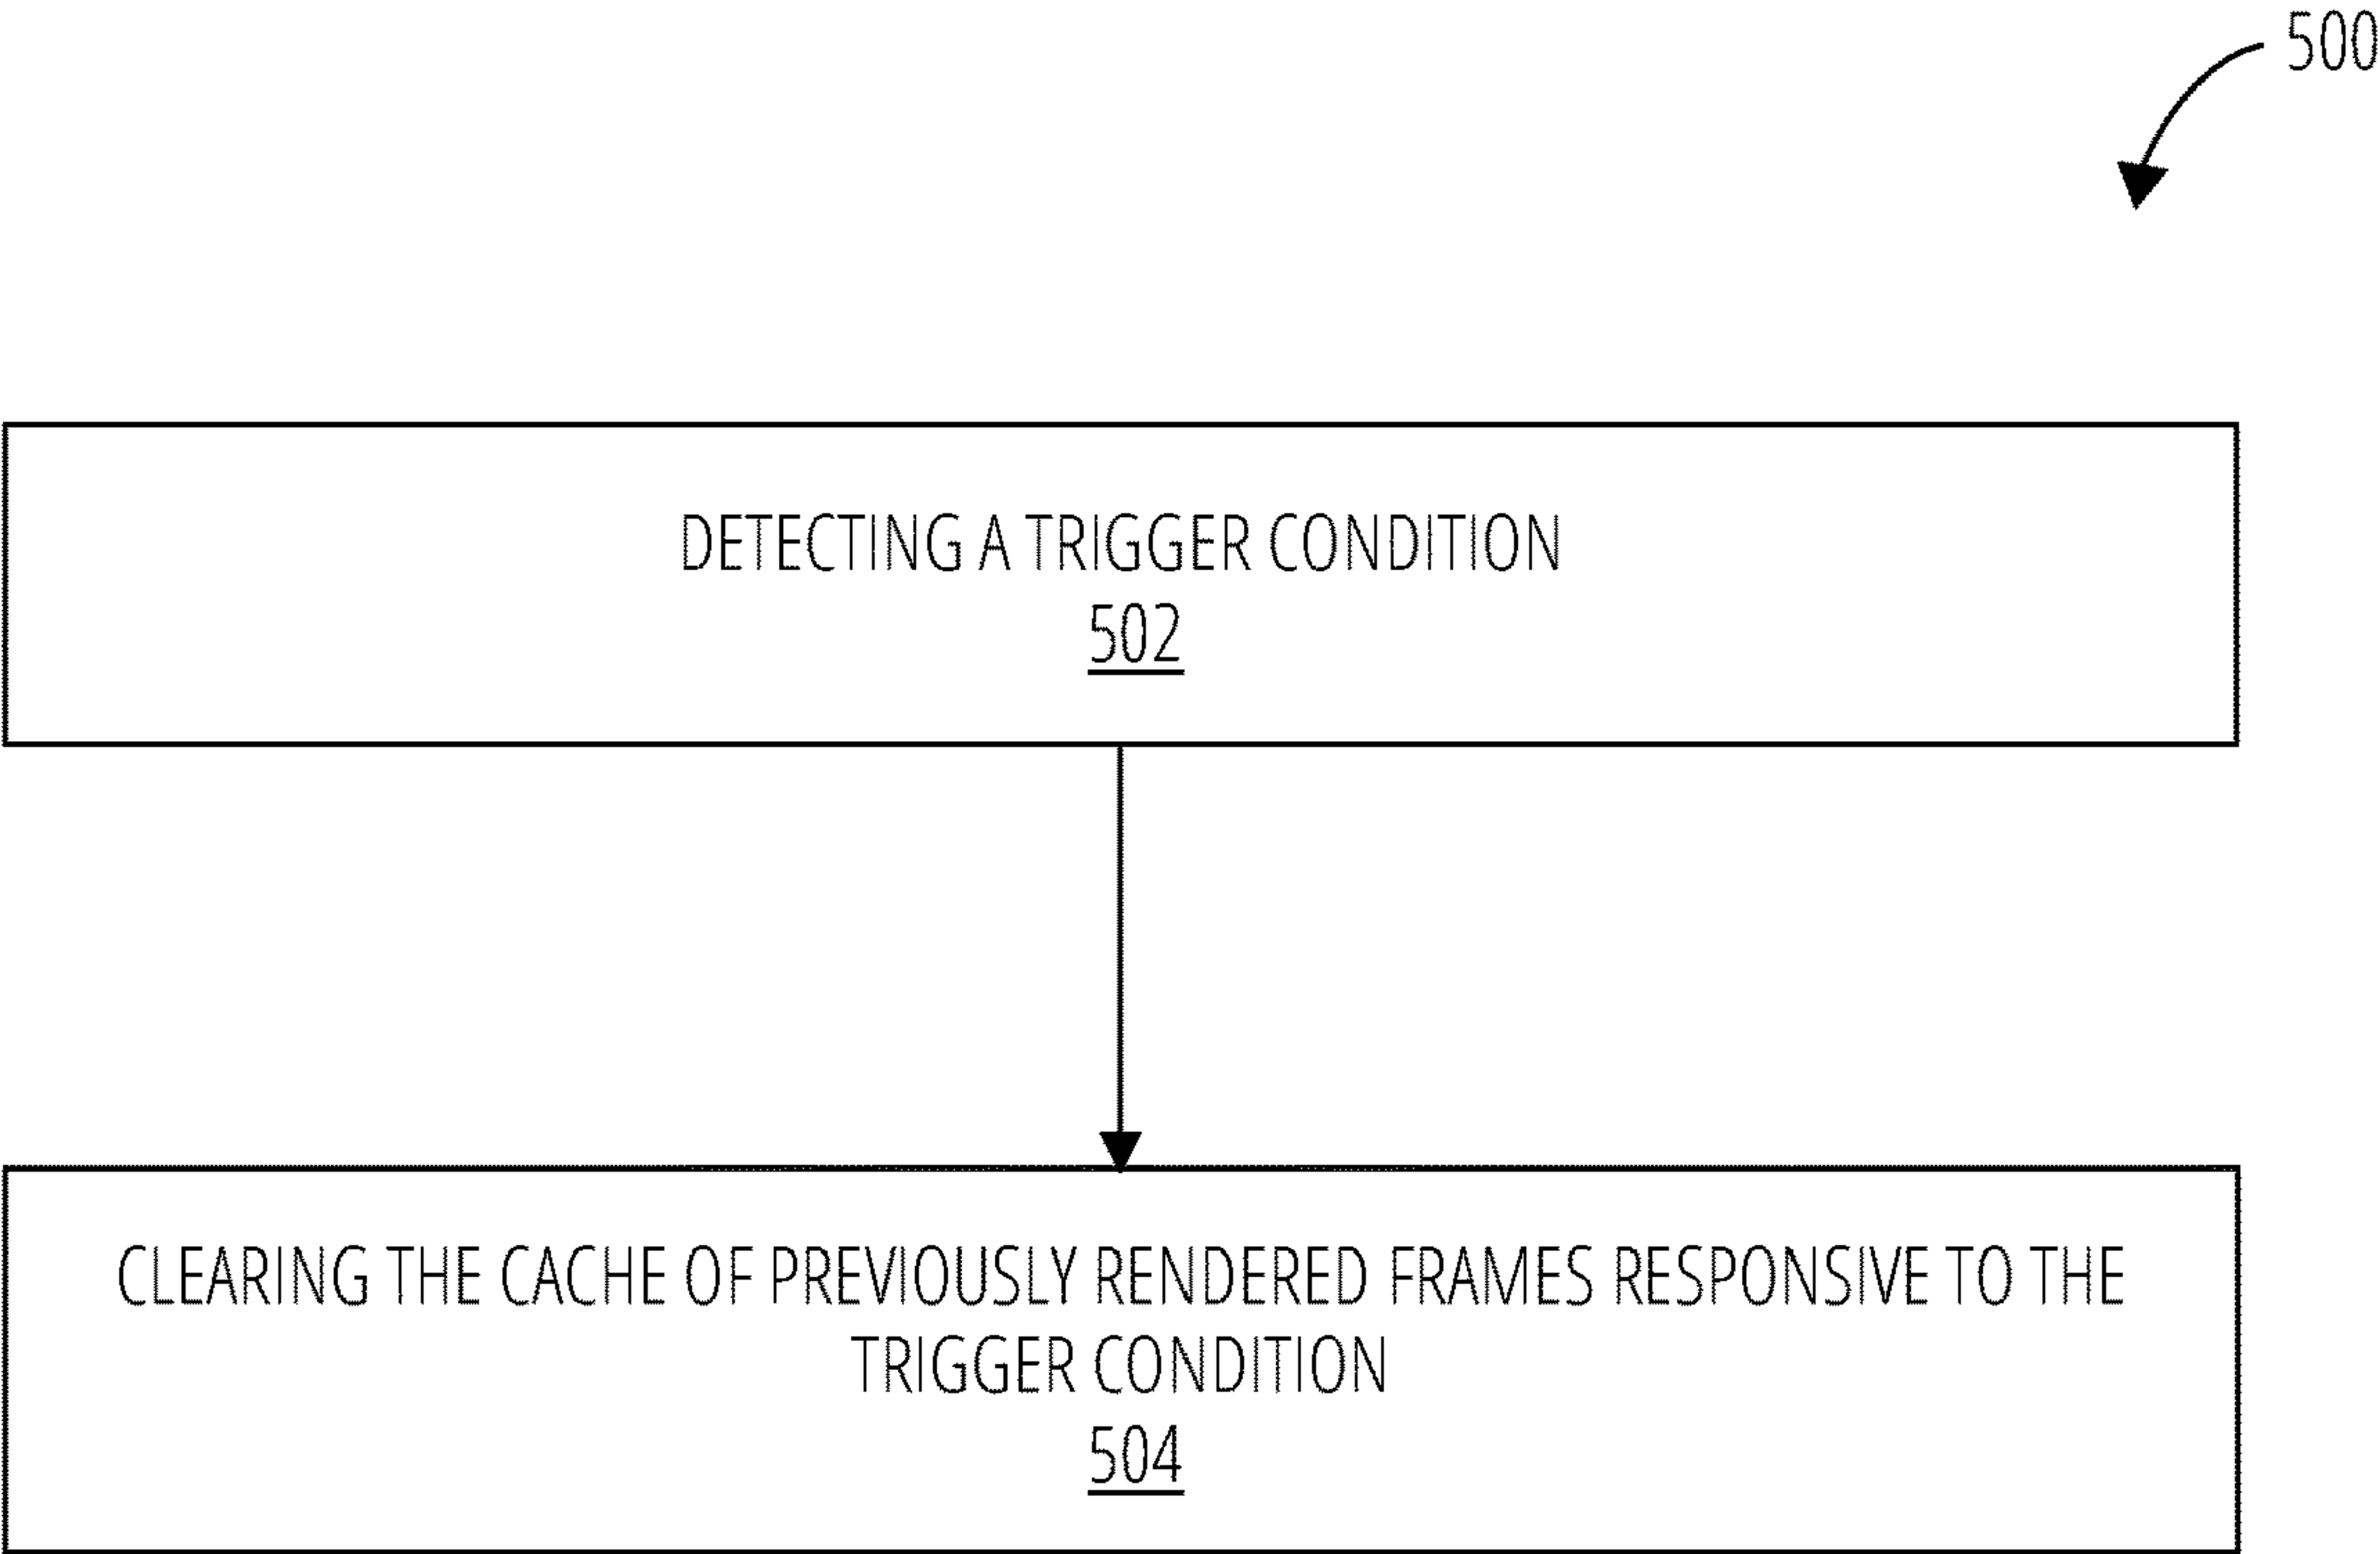 500
DETECTING A TRIGGER CONDITION
502
CLEARING THE CACHE OF PREVIOUSLY RENDERED FRAMES RESPONSIVE TO THE
TRIGGER CONDITION
504